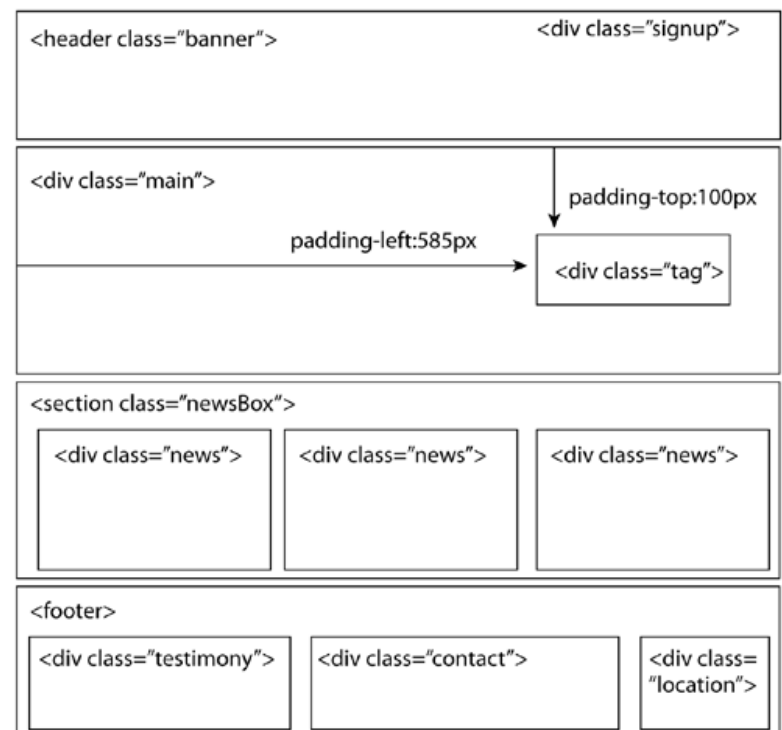 <header class="banner">
<div class="signup">
<div class="main">
padding-top:100px
padding-left:585px
<div class="tag">
<section class="newsBox">
<div class="news">
<div class="news">
<div class="news">
<footer>
<div class="testimony">
<div class="contact">
<div class=
"location">